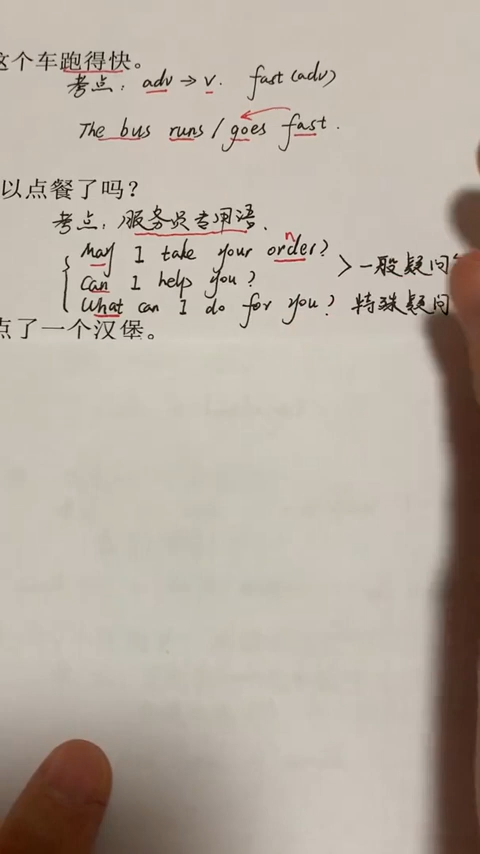 这个车跑得快。
考点: adv → v. fast (adv)
The bus runs / goes fast.
以点餐了吗?
考点: 服务员专用语.
n
May I take your order?
Can I help you? > 一般疑问
What can I do for you? 特殊疑问
点了一个汉堡。